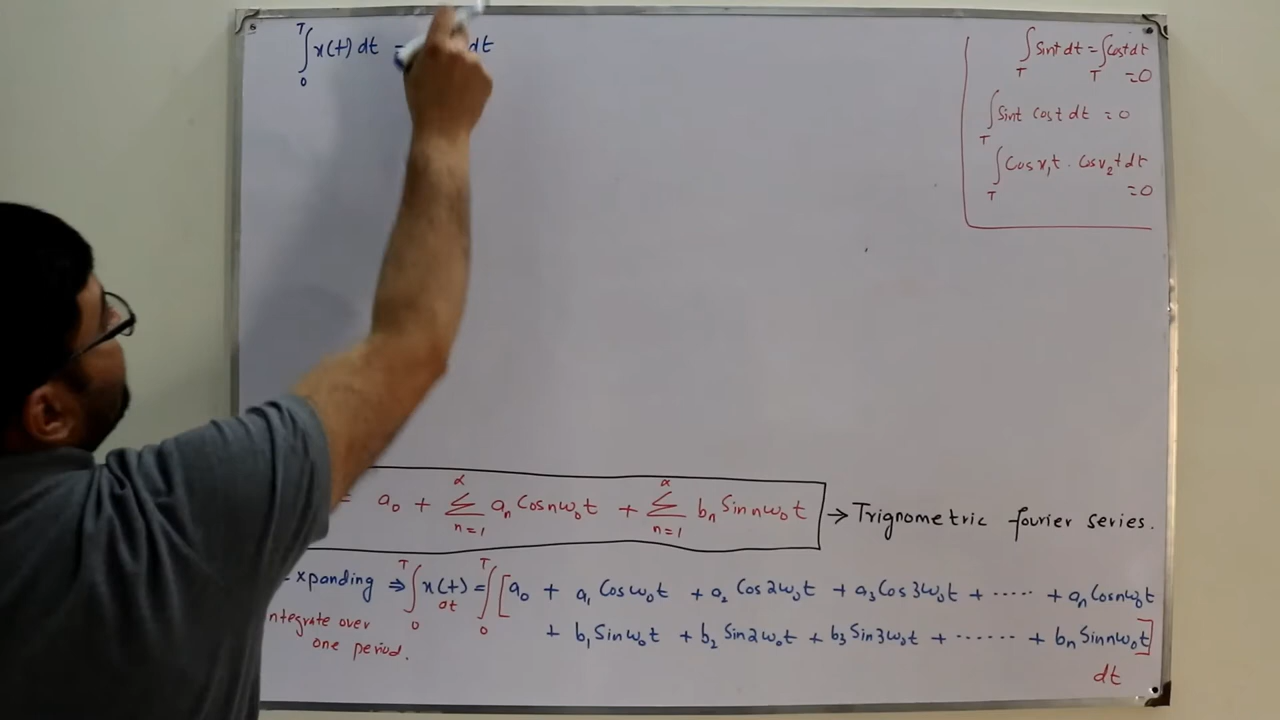 ∫₀ᵀ x(t) dt = dt
∫_T Sint dt = ∫_T Cost dt
= 0
∫_T Sint Cost dt = 0
∫_T Cos v₁t . Cos v₂t dt
= 0
= a₀ + Σ_{n=1}^{α} aₙ Cos nω₀t + Σ_{n=1}^{α} bₙ Sin nω₀t → Trignometric fourier series.
xpanding ⇒ ∫₀ᵀ x(t) dt = ∫₀ᵀ [a₀ + a₁ Cos ω₀t + a₂ Cos 2ω₀t + a₃ Cos 3ω₀t + ..... + aₙ Cos nω₀t
ntegrate over
+ b₁ Sin ω₀t + b₂ Sin 2ω₀t + b₃ Sin 3ω₀t + ...... + bₙ Sin nω₀t]
one period.
dt